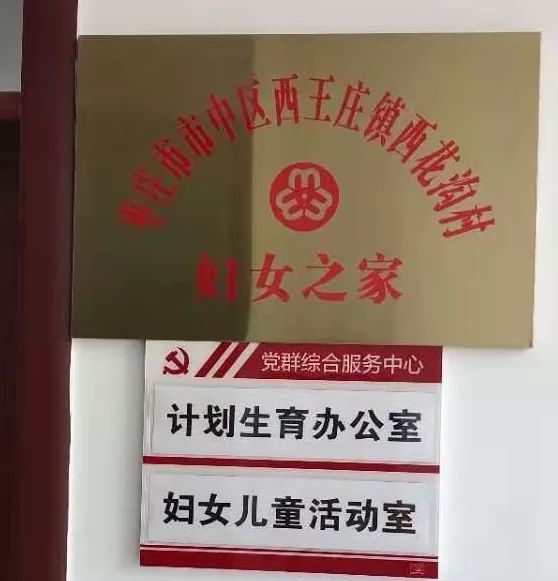 枣庄市市中区西王庄镇西花沟村
妇女之家
党群综合服务中心
计划生育办公室
妇女儿童活动室